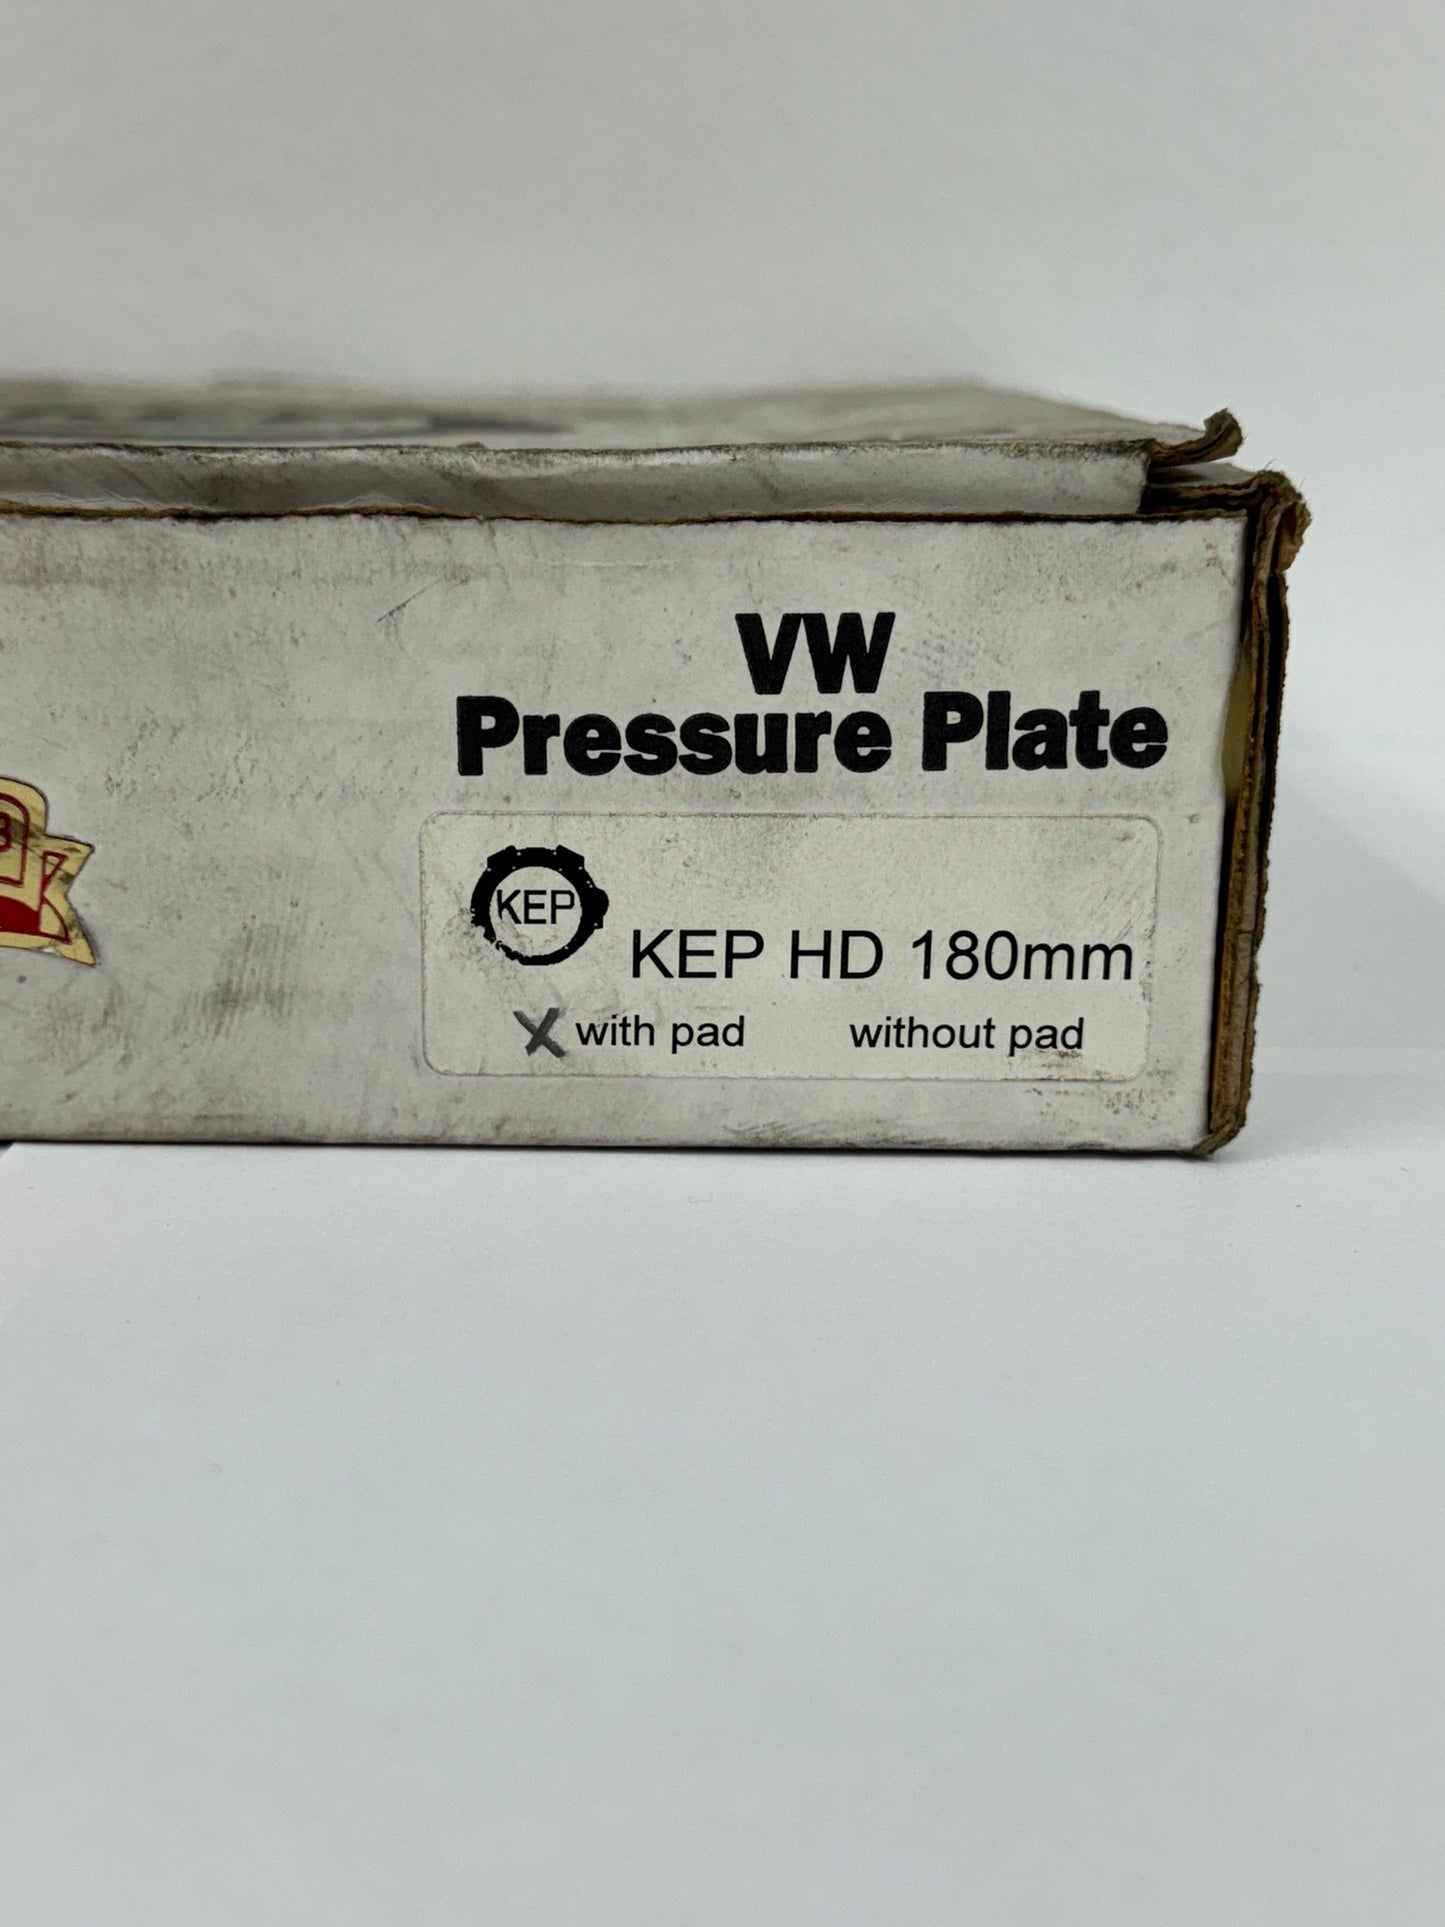 VW
Pressure Plate
KEP
KEP HD 180mm
X with pad without pad